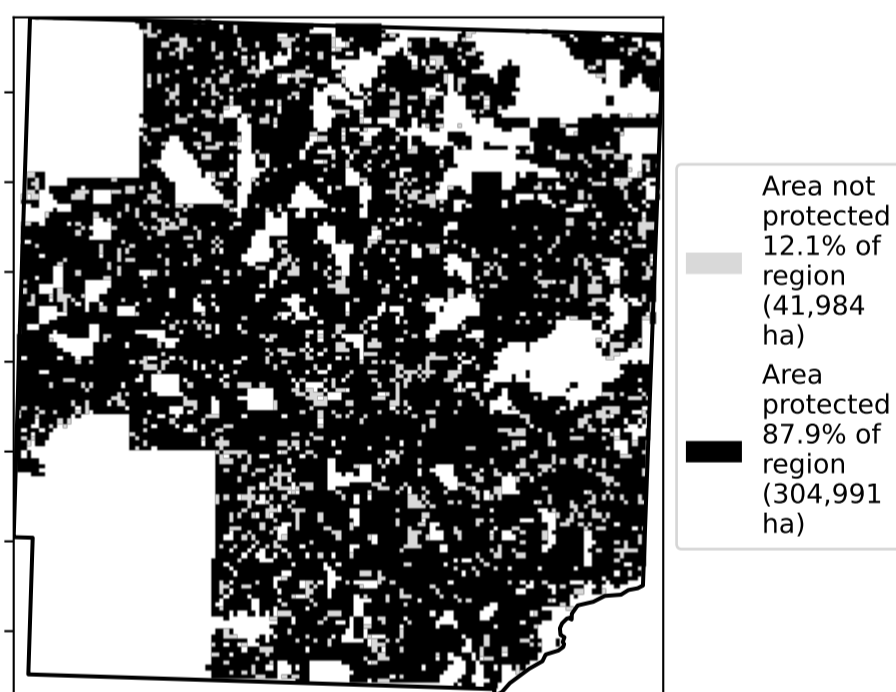 Area not
protected
12.1% of
region
(41,984
ha)
Area
protected
87.9% of
region
(304,991
ha)